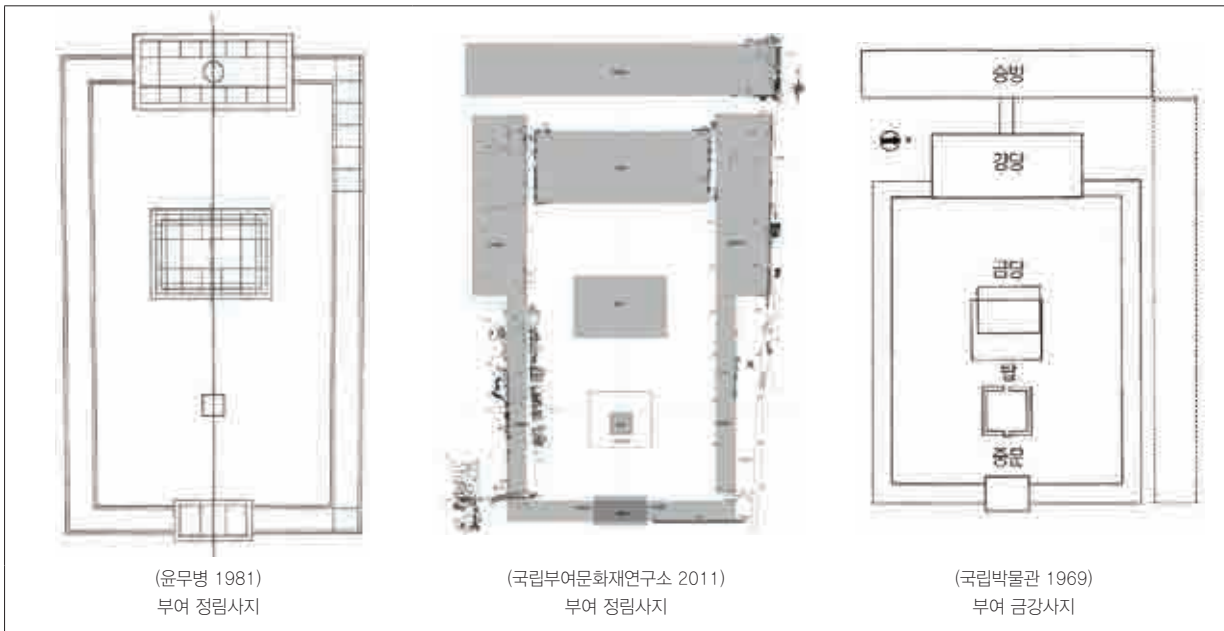 승방
강당
금당
탑
중문
(윤무병 1981)
부여 정림사지
(국립부여문화재연구소 2011)
부여 정림사지
(국립박물관 1969)
부여 금강사지